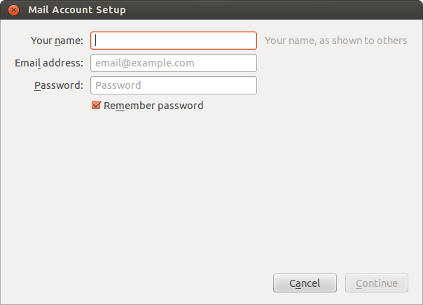 Mail Account Setup
Your name: Your name, as shown to others
Email address: email@example.com
Password: Password
Remember password
Cancel Continue